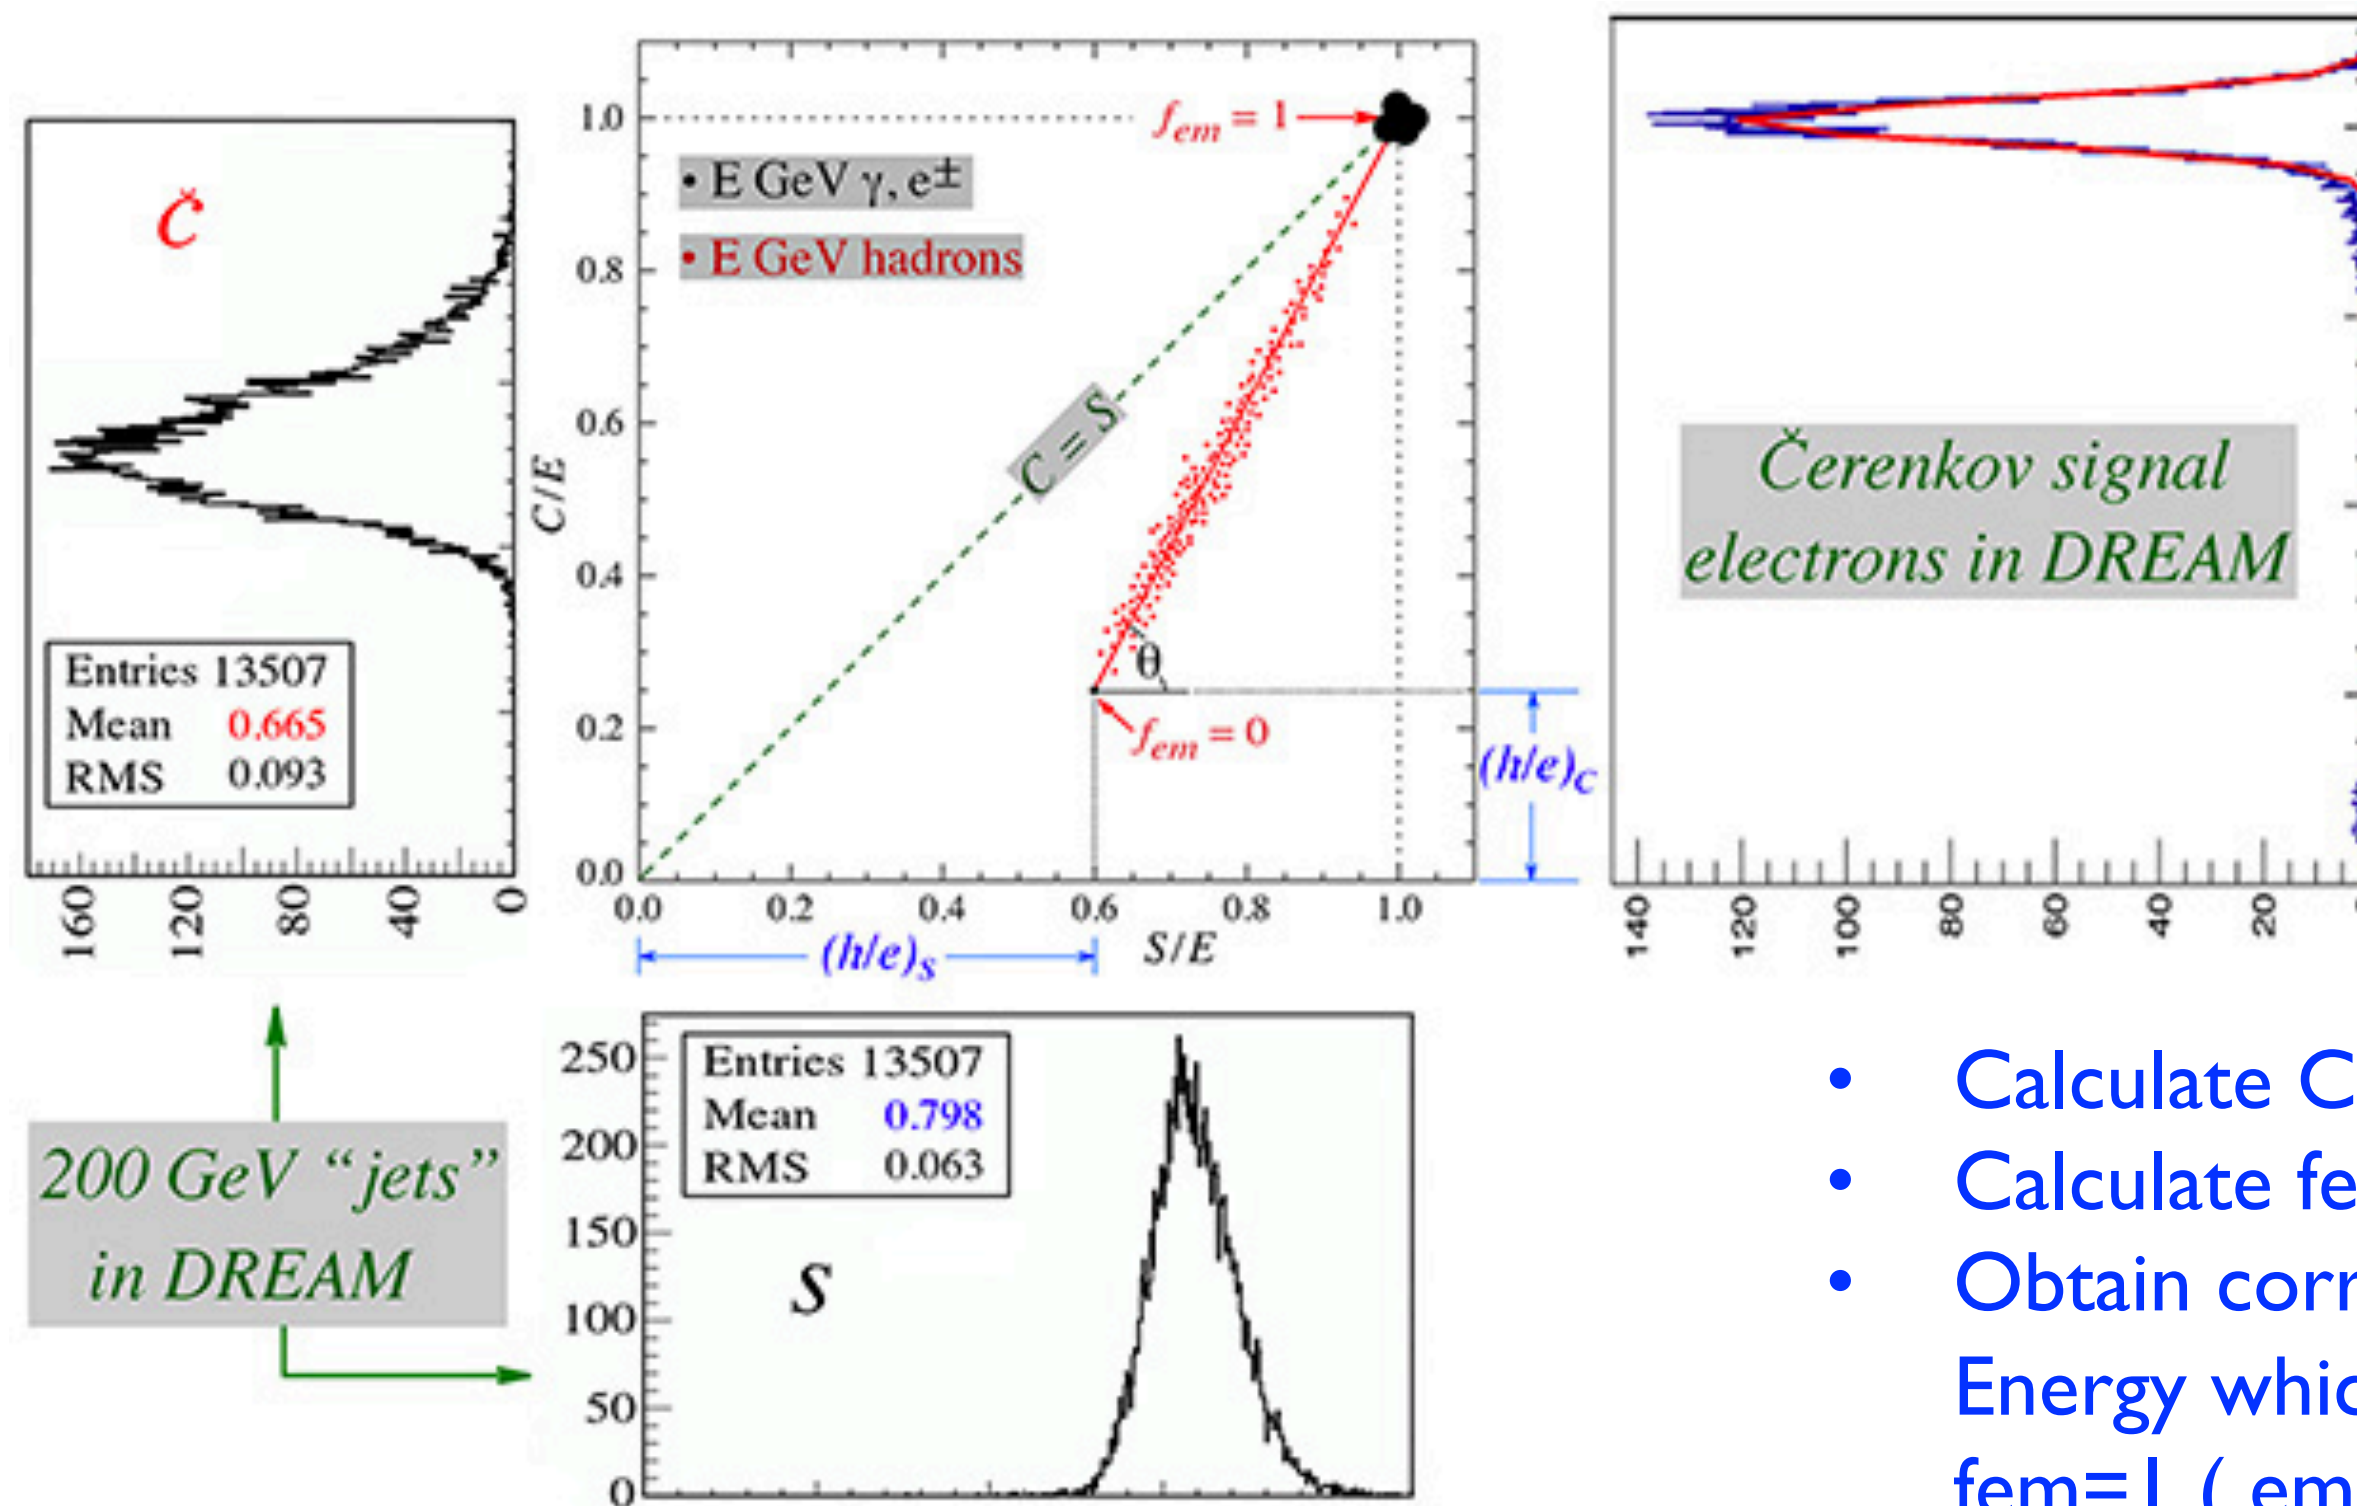 Č
Entries 13507
Mean 0.665
RMS 0.093
160 120 80 40 0
C/E
1.0
0.8
0.6
0.4
0.2
0.0
f_em = 1
• E GeV γ, e±
• E GeV hadrons
C = S
θ
f_em = 0
(h/e)_C
0.0 0.2 0.4 0.6 0.8 1.0
(h/e)_S
S/E
Čerenkov signal
electrons in DREAM
140 120 100 80 60 40 20
200 GeV “jets”
in DREAM
250
200
150
100
50
0
Entries 13507
Mean 0.798
RMS 0.063
S
• Calculate C
• Calculate fe
• Obtain corr
Energy whic
fem=1 ( em